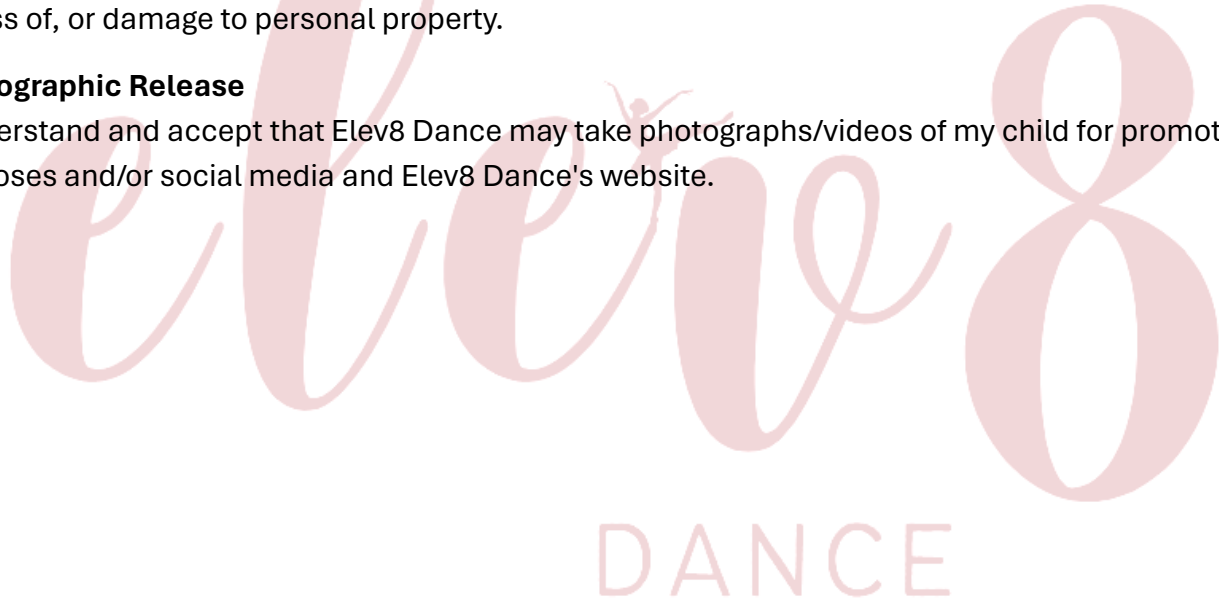 ss of, or damage to personal property.
ographic Release
erstand and accept that Elev8 Dance may take photographs/videos of my child for promot
oses and/or social media and Elev8 Dance's website.
elev8
DANCE